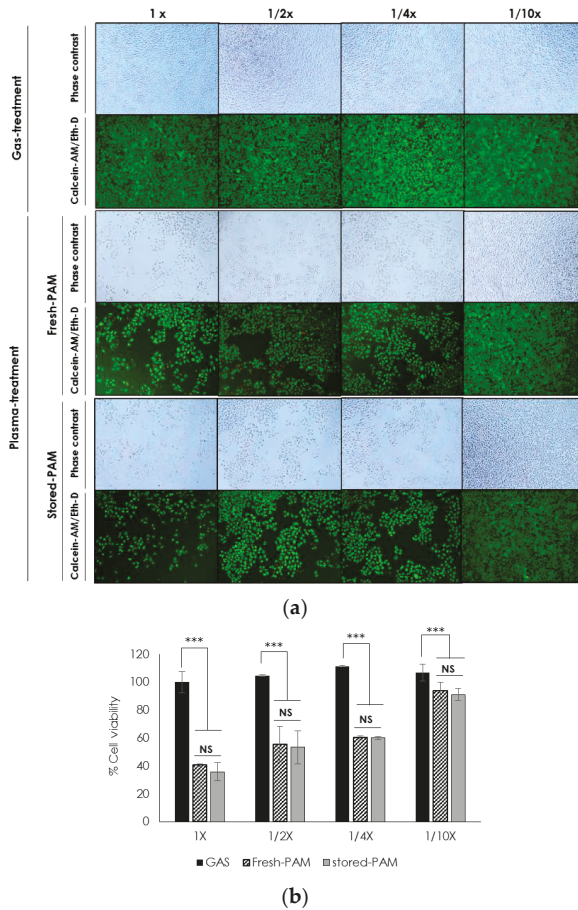 1 x 1/2X 1/4X 1/10x
Gas-treatment
Phase contrast
Calcein-AM/Eth-D
Plasma-treatment
Fresh-PAM
Phase contrast
Calcein-AM/Eth-D
Stored-PAM
Phase contrast
Calcein-AM/Eth-D
(a)
*** *** *** ***
NS NS NS NS
% Cell viability
120
100
80
60
40
20
0
1X 1/2X 1/4X 1/10X
GAS Fresh-PAM stored-PAM
(b)